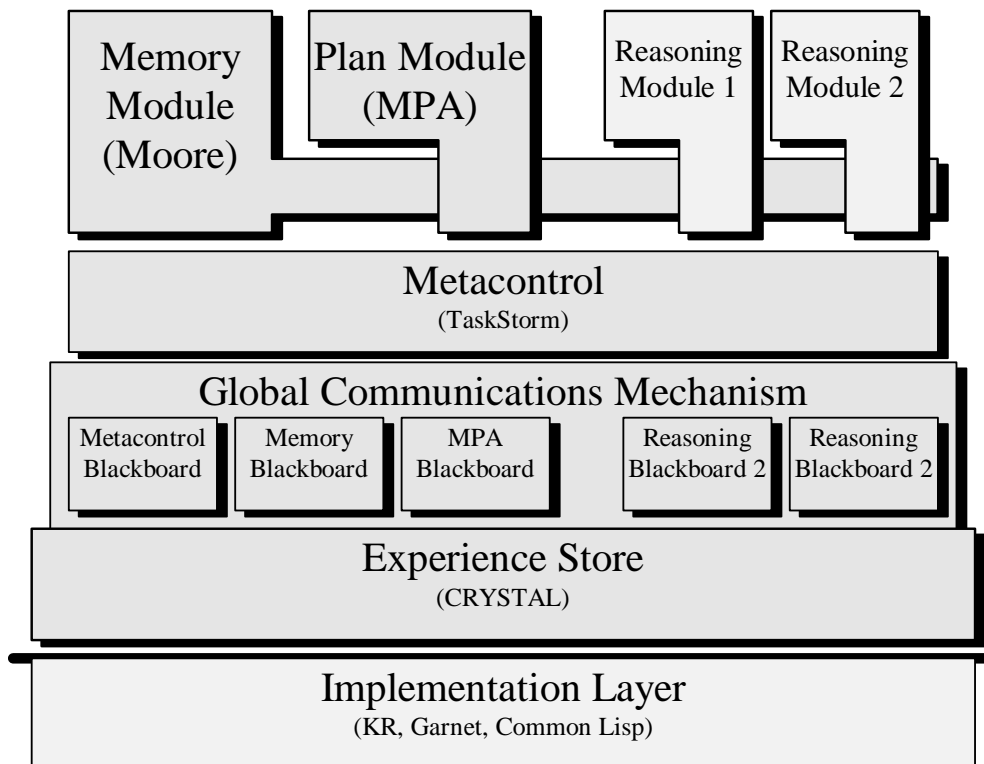 Memory
Module
(Moore)
Plan Module
(MPA)
Reasoning
Module 1
Reasoning
Module 2
Metacontrol
(TaskStorm)
Global Communications Mechanism
Metacontrol
Blackboard
Memory
Blackboard
MPA
Blackboard
Reasoning
Blackboard 2
Reasoning
Blackboard 2
Experience Store
(CRYSTAL)
Implementation Layer
(KR, Garnet, Common Lisp)